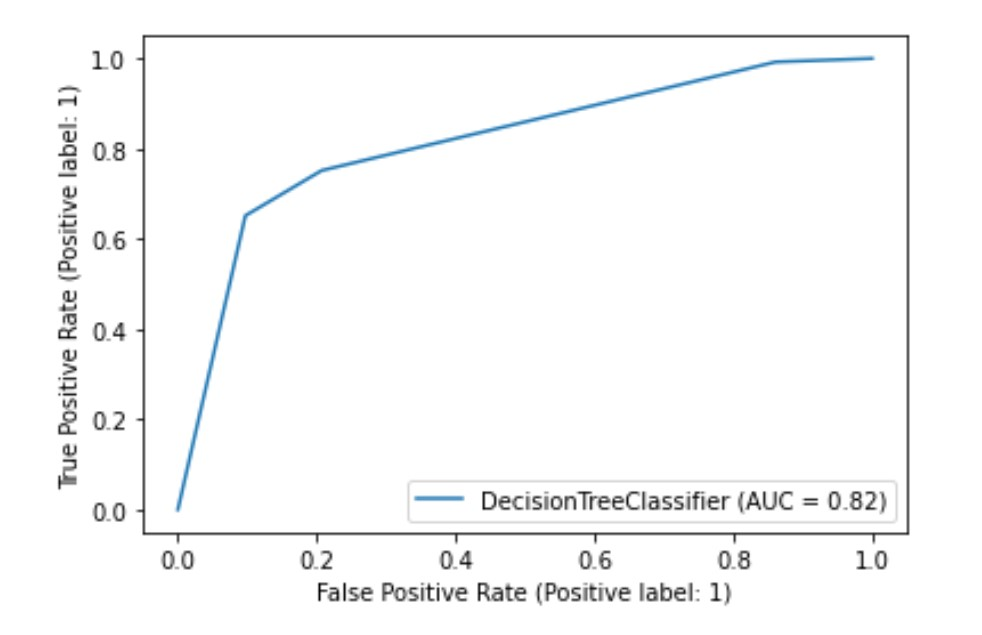 True Positive Rate (Positive label: 1)
1.0
0.8
0.6
0.4
0.2
0.0
DecisionTreeClassifier (AUC = 0.82)
0.0 0.2 0.4 0.6 0.8 1.0
False Positive Rate (Positive label: 1)